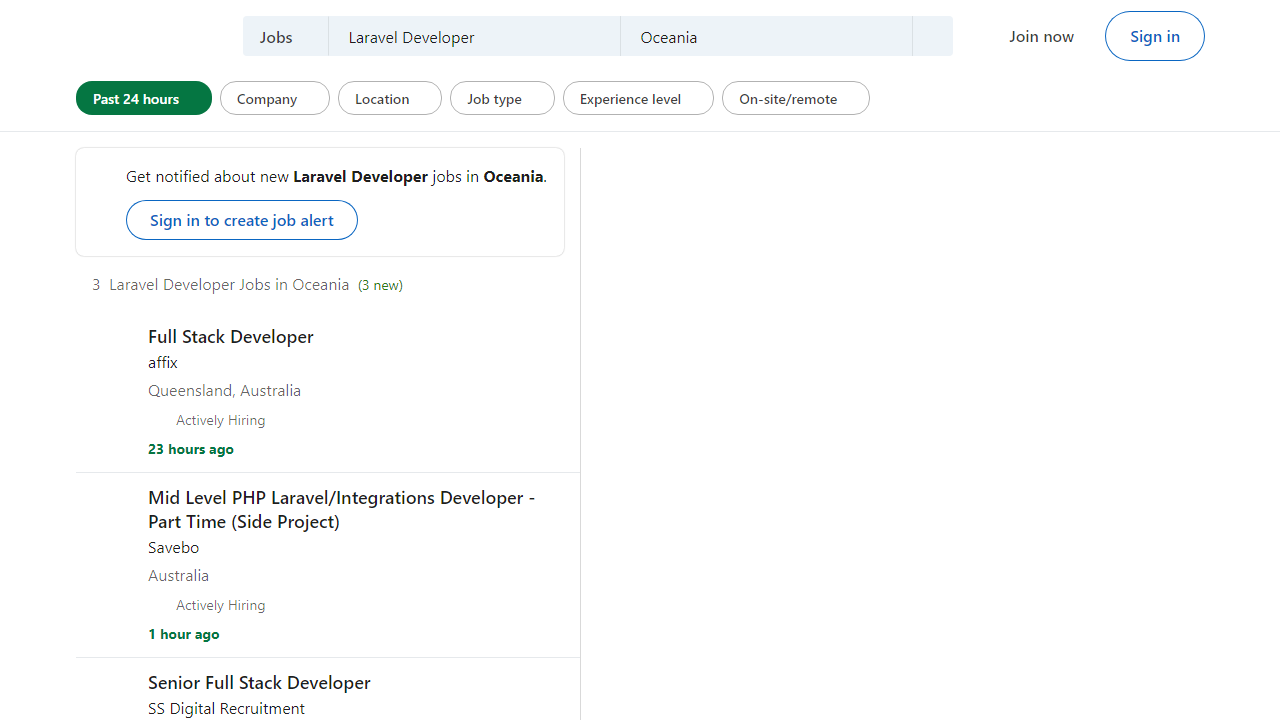 Jobs
Laravel Developer
Oceania
Join now
Sign in
Past 24 hours
Company
Location
Job type
Experience level
On-site/remote
Get notified about new Laravel Developer jobs in Oceania.
Sign in to create job alert
3 Laravel Developer Jobs in Oceania (3 new)
Full Stack Developer
affix
Queensland, Australia
Actively Hiring
23 hours ago
Mid Level PHP Laravel/Integrations Developer -
Part Time (Side Project)
Savebo
Australia
Actively Hiring
1 hour ago
Senior Full Stack Developer
SS Digital Recruitment